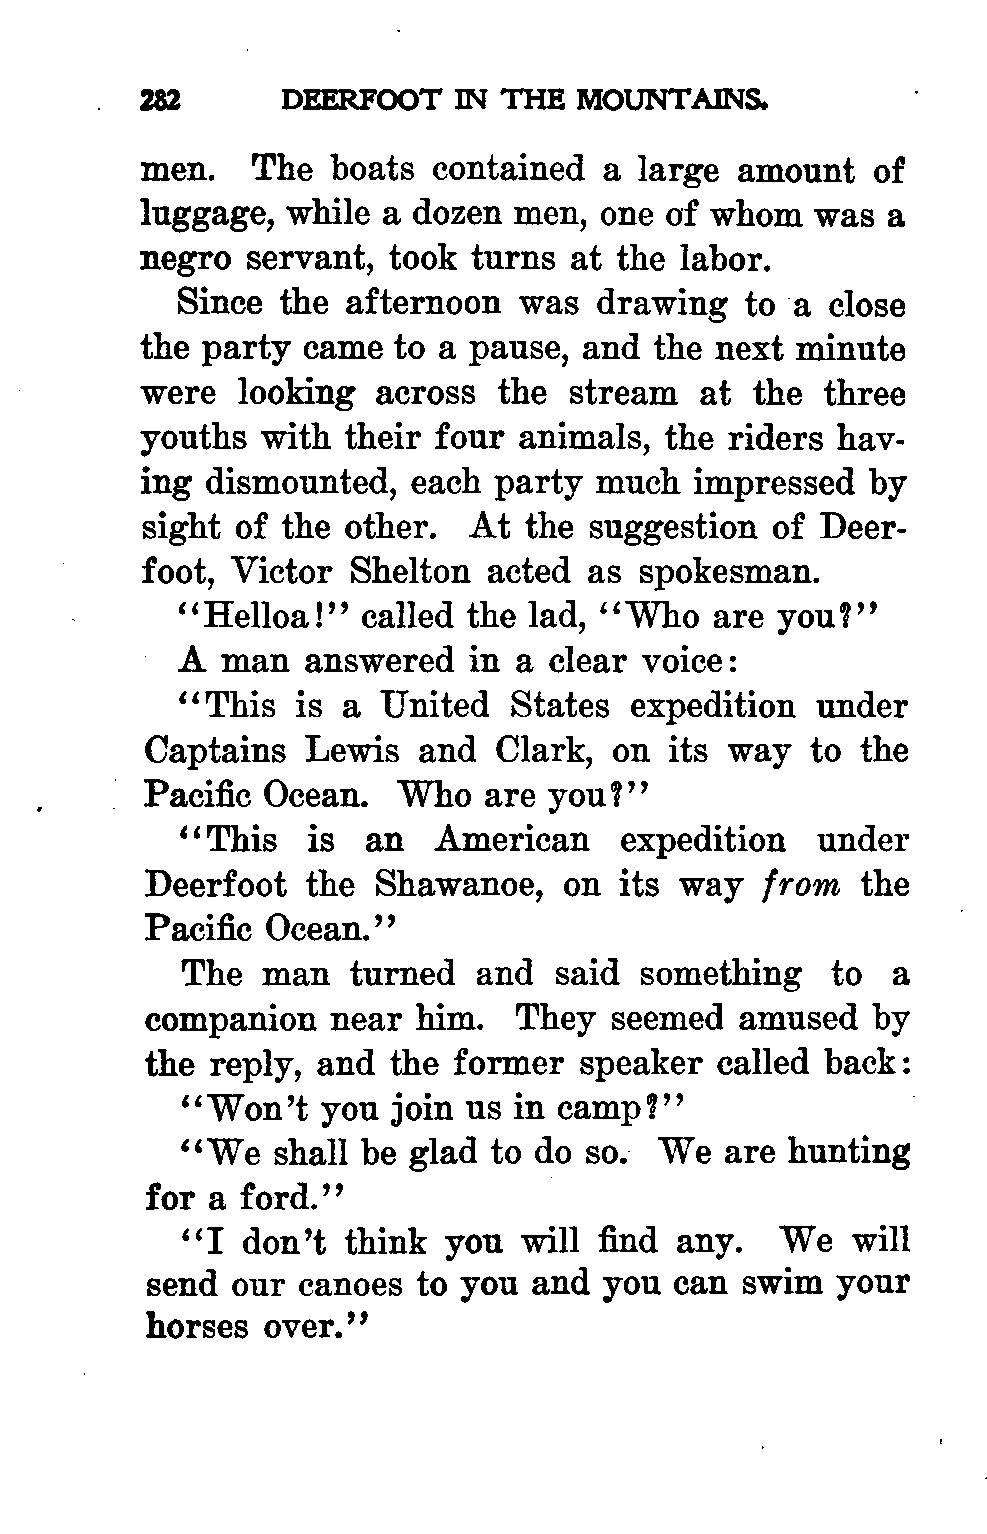 282 DEERFOOT IN THE MOUNTAINS.
men. The boats contained a large amount of
luggage, while a dozen men, one of whom was a
negro servant, took turns at the labor.
Since the afternoon was drawing to a close
the party came to a pause, and the next minute
were looking across the stream at the three
youths with their four animals, the riders hav-
ing dismounted, each party much impressed by
sight of the other. At the suggestion of Deer-
foot, Victor Shelton acted as spokesman.
"Helloa!" called the lad, "Who are you?"
A man answered in a clear voice:
"This is a United States expedition under
Captains Lewis and Clark, on its way to the
Pacific Ocean. Who are you?"
"This is an American expedition under
Deerfoot the Shawanoe, on its way from the
Pacific Ocean."
The man turned and said something to a
companion near him. They seemed amused by
the reply, and the former speaker called back:
"Won't you join us in camp?"
"We shall be glad to do so. We are hunting
for a ford."
"I don't think you will find any. We will
send our canoes to you and you can swim your
horses over."